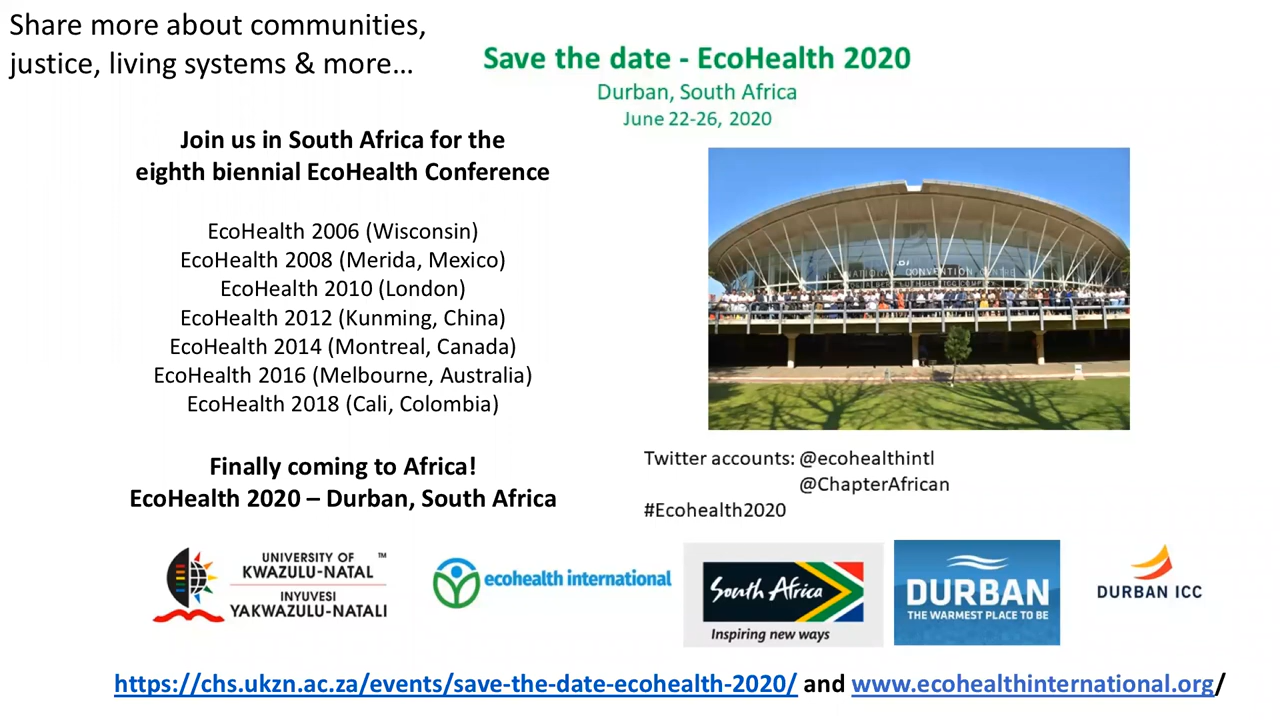 Share more about communities,
justice, living systems & more...
Save the date - EcoHealth 2020
Durban, South Africa
June 22-26, 2020
Join us in South Africa for the
eighth biennial EcoHealth Conference
EcoHealth 2006 (Wisconsin)
EcoHealth 2008 (Merida, Mexico)
EcoHealth 2010 (London)
EcoHealth 2012 (Kunming, China)
EcoHealth 2014 (Montreal, Canada)
EcoHealth 2016 (Melbourne, Australia)
EcoHealth 2018 (Cali, Colombia)
Finally coming to Africa!
EcoHealth 2020 – Durban, South Africa
CONVENTION CENTRE
Twitter accounts: @ecohealthintl
@ChapterAfrican
#Ecohealth2020
UNIVERSITY OF ™
KWAZULU-NATAL
INYUVESI
YAKWAZULU-NATALI
ecohealth international
South Africa
Inspiring new ways
DURBAN
THE WARMEST PLACE TO BE
DURBAN ICC
https://chs.ukzn.ac.za/events/save-the-date-ecohealth-2020/ and www.ecohealthinternational.org/